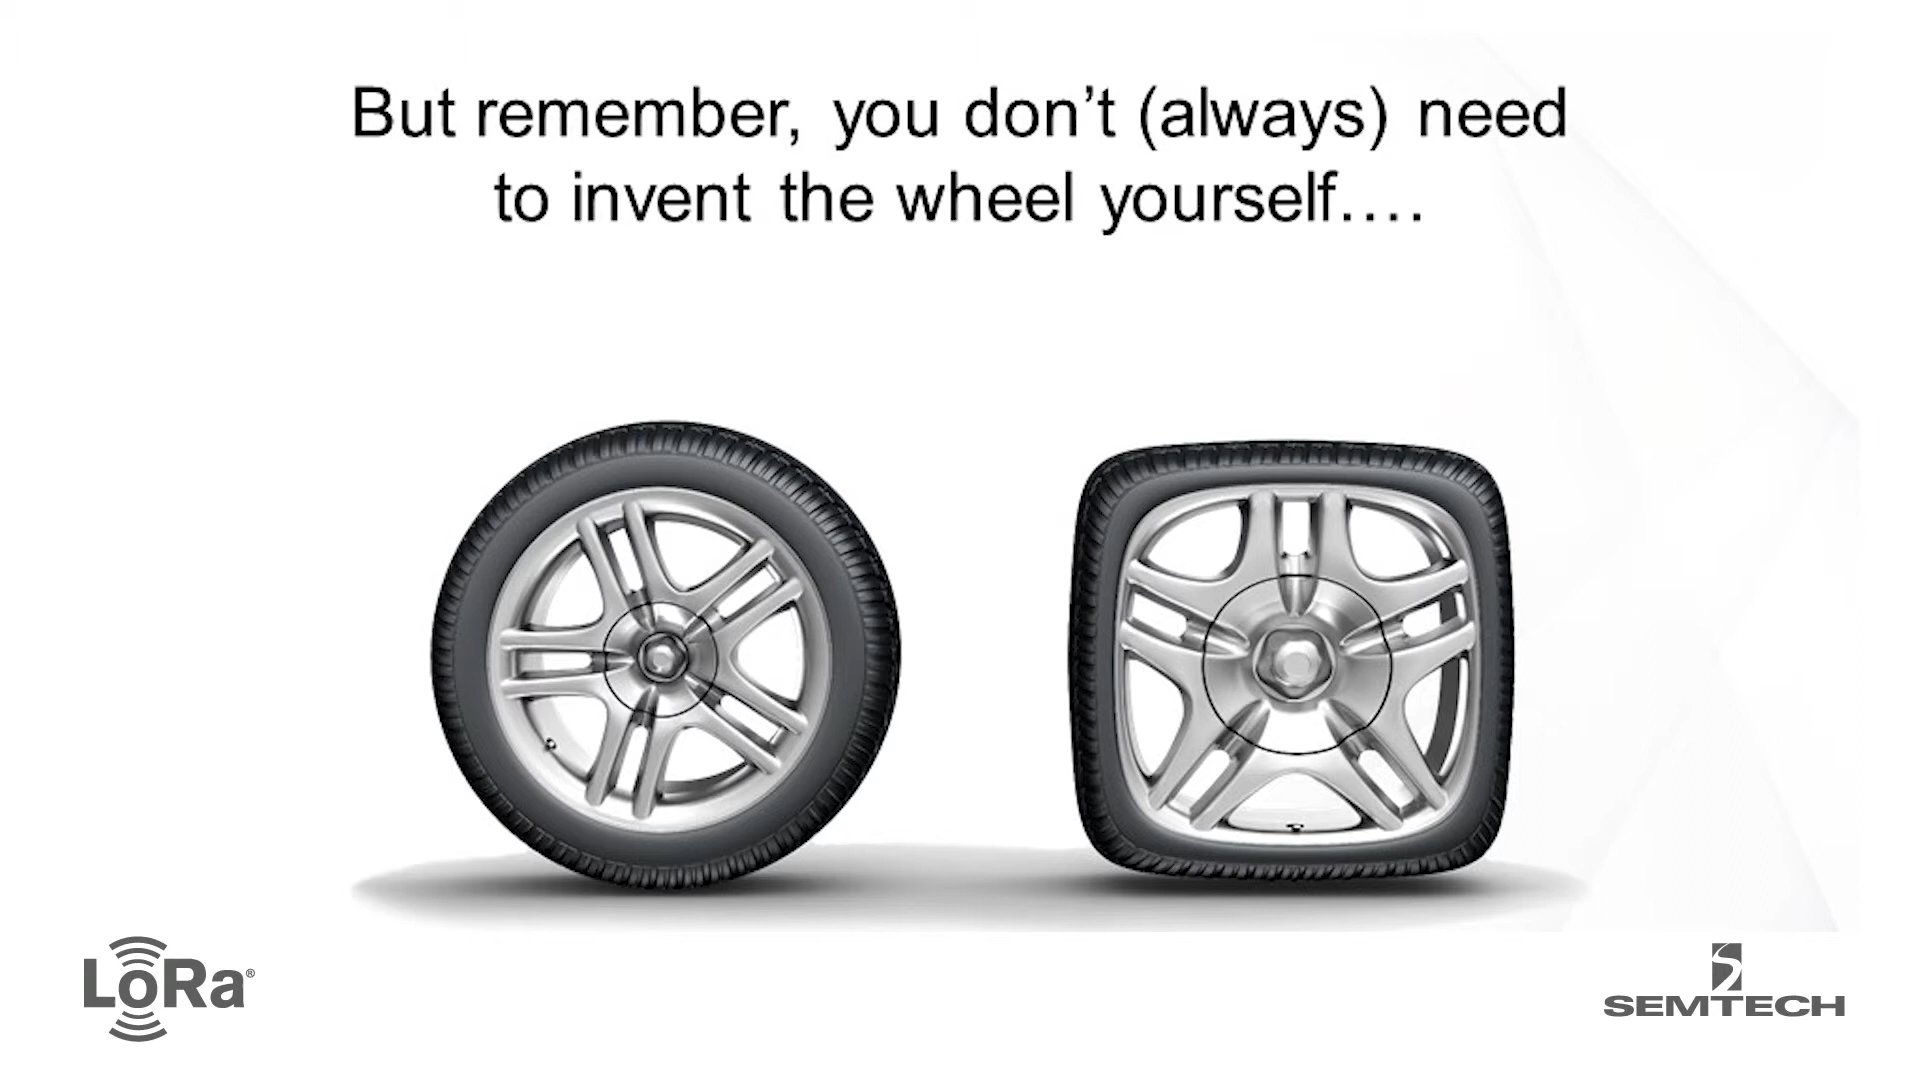 But remember, you don’t (always) need
to invent the wheel yourself….
LoRa®
SEMTECH